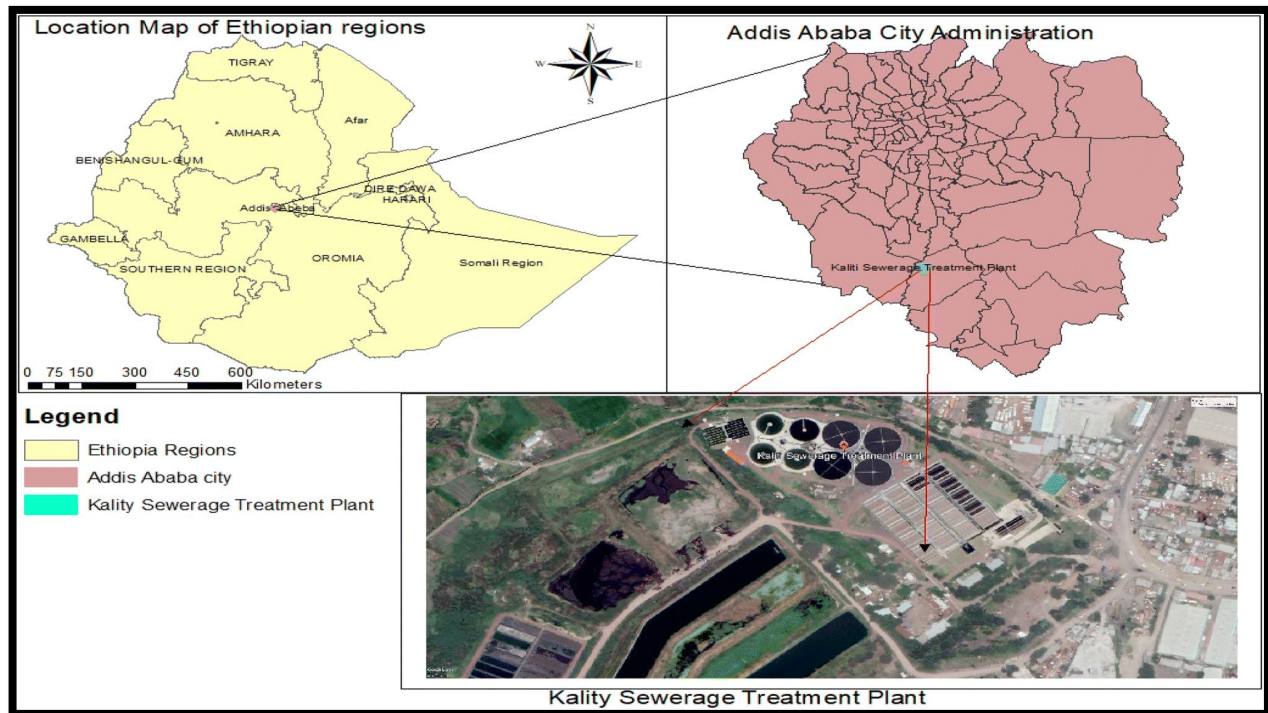 Location Map of Ethiopian regions
N
W
E
S
TIGRAY
AMHARA
Afar
BENISHANGUL-GUM
DIRE DAWA
HARARI
Addis Ababa
GAMBELLA
SOUTHERN REGION
OROMIA
Somali Region
0 75 150 300 450 600
Kilometers
Addis Ababa City Administration
Kaliti Sewerage Treatment Plant
Legend
Ethiopia Regions
Addis Ababa city
Kality Sewerage Treatment Plant
Kaliti Sewerage Treatment Plant
Kality Sewerage Treatment Plant